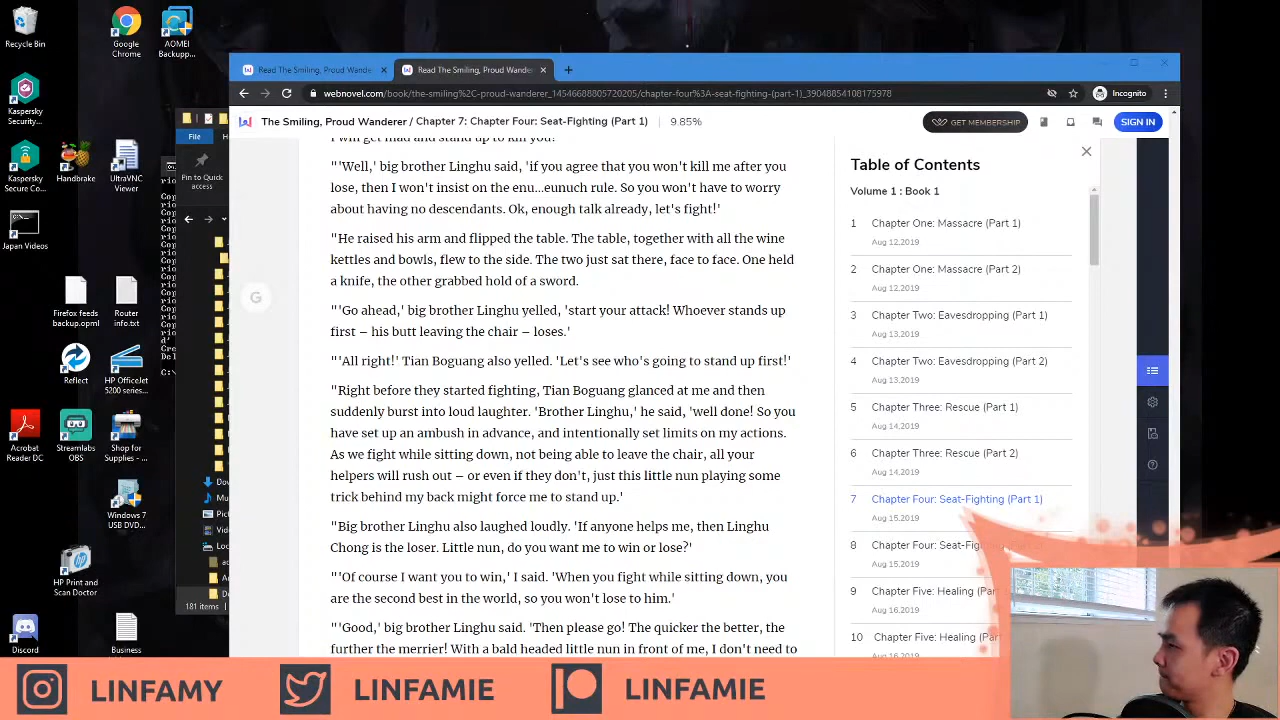 Recycle Bin
Google
Chrome
AOMEI
Backupp...
Kaspersky
Security...
Kaspersky
Secure Co...
Handbrake
UltraVNC
Viewer
Japan Videos
Firefox feeds
backup.opml
Router
info.txt
Reflect
HP OfficeJet
5200 series...
Acrobat
Reader DC
Streamlabs
OBS
Shop for
Supplies - ...
Windows 7
USB DVD...
HP Print and
Scan Doctor
Discord
Business
File
Pin to Quick
access
181 items
Read The Smiling, Proud Wande
Read The Smiling, Proud Wande
webnovel.com/book/the-smiling%2C-proud-wanderer_14546688805720205/chapter-four%3A-seat-fighting-(part-1)_39048854108175978
Incognito
The Smiling, Proud Wanderer / Chapter 7: Chapter Four: Seat-Fighting (Part 1) 9.85%
GET MEMBERSHIP
SIGN IN
"'Well,' big brother Linghu said, 'if you agree that you won't kill me after you
lose, then I won't insist on the enu...eunuch rule. So you won't have to worry
about having no descendants. Ok, enough talk already, let's fight!'
"He raised his arm and flipped the table. The table, together with all the wine
kettles and bowls, flew to the side. The two just sat there, face to face. One held
a knife, the other grabbed hold of a sword.
"'Go ahead,' big brother Linghu yelled, 'start your attack! Whoever stands up
first – his butt leaving the chair – loses.'
"'All right!' Tian Boguang also yelled. 'Let's see who's going to stand up first!'
"Right before they started fighting, Tian Boguang glanced at me and then
suddenly burst into loud laughter. 'Brother Linghu,' he said, 'well done! So you
have set up an ambush in advance, and intentionally set limits on my actions.
As we fight while sitting down, not being able to leave the chair, all your
helpers will rush out – or even if they don't, just this little nun playing some
trick behind my back might force me to stand up.'
"Big brother Linghu also laughed loudly. 'If anyone helps me, then Linghu
Chong is the loser. Little nun, do you want me to win or lose?'
"'Of course I want you to win,' I said. 'When you fight while sitting down, you
are the second best in the world, so you won't lose to him.'
"'Good,' big brother Linghu said. 'Then please go! The quicker the better, the
further the merrier! With a bald headed little nun in front of me, I don't need to
Table of Contents
Volume 1 : Book 1
1 Chapter One: Massacre (Part 1)
Aug 12,2019
2 Chapter One: Massacre (Part 2)
Aug 12,2019
3 Chapter Two: Eavesdropping (Part 1)
Aug 13,2019
4 Chapter Two: Eavesdropping (Part 2)
Aug 13,2019
5 Chapter Three: Rescue (Part 1)
Aug 14,2019
6 Chapter Three: Rescue (Part 2)
Aug 14,2019
7 Chapter Four: Seat-Fighting (Part 1)
Aug 15,2019
8 Chapter Four: Seat-Fig
Aug 15,2019
9 Chapter Five: Healing (Par
Aug 16,2019
10 Chapter Five: Healing (Par
LINFAMY
LINFAMIE
LINFAMIE